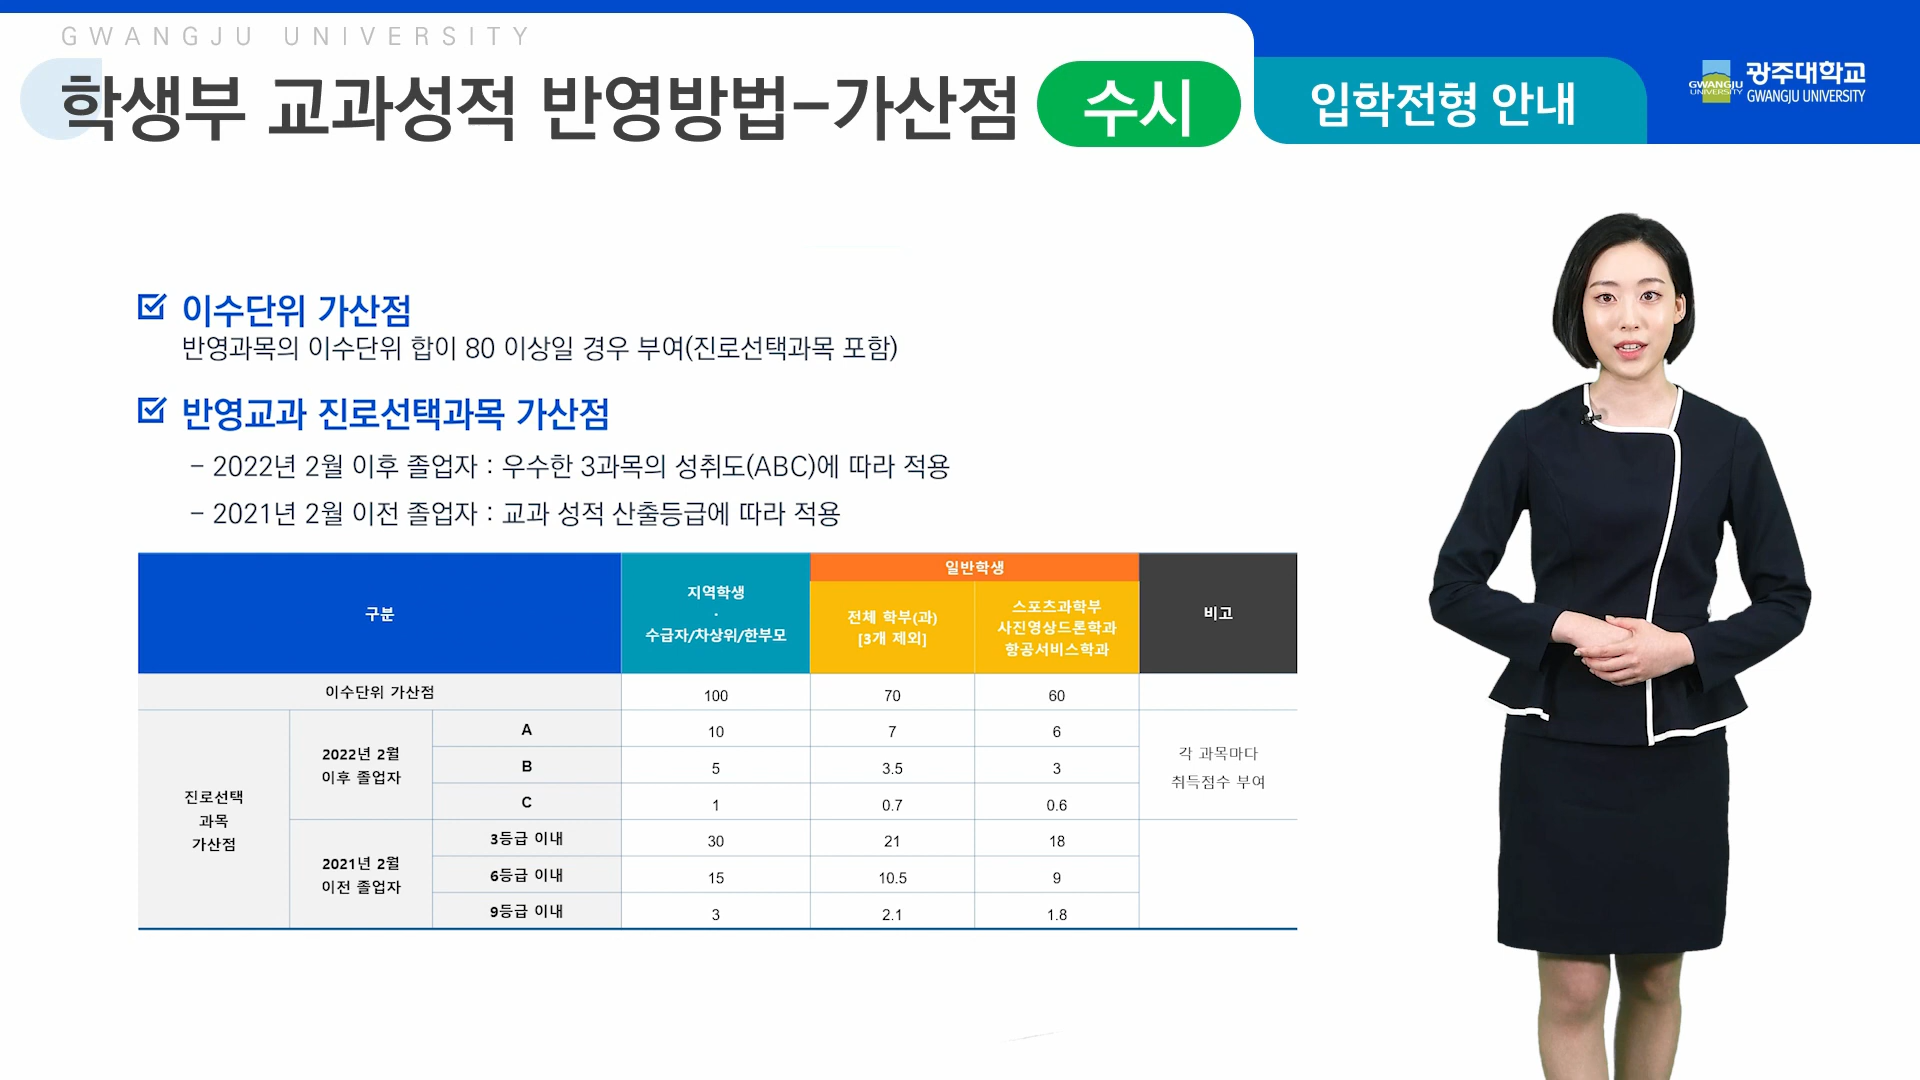 GWANGJU UNIVERSITY
학생부 교과성적 반영방법-가산점
수시
입학전형 안내
GWANGJU
UNIVERSITY
광주대학교
GWANGJU UNIVERSITY
이수단위 가산점
반영과목의 이수단위 합이 80 이상일 경우 부여(진로선택과목 포함)
반영교과 진로선택과목 가산점
- 2022년 2월 이후 졸업자 : 우수한 3과목의 성취도(ABC)에 따라 적용
- 2021년 2월 이전 졸업자 : 교과 성적 산출등급에 따라 적용
구분
지역학생
·
수급자/차상위/한부모
일반학생
전체 학부(과)
[3개 제외]
스포츠과학부
사진영상드론학과
항공서비스학과
비고
이수단위 가산점 100 70 60
진로선택
과목
가산점
2022년 2월
이후 졸업자
A 10 7 6
B 5 3.5 3
C 1 0.7 0.6
각 과목마다
취득점수 부여
2021년 2월
이전 졸업자
3등급 이내 30 21 18
6등급 이내 15 10.5 9
9등급 이내 3 2.1 1.8